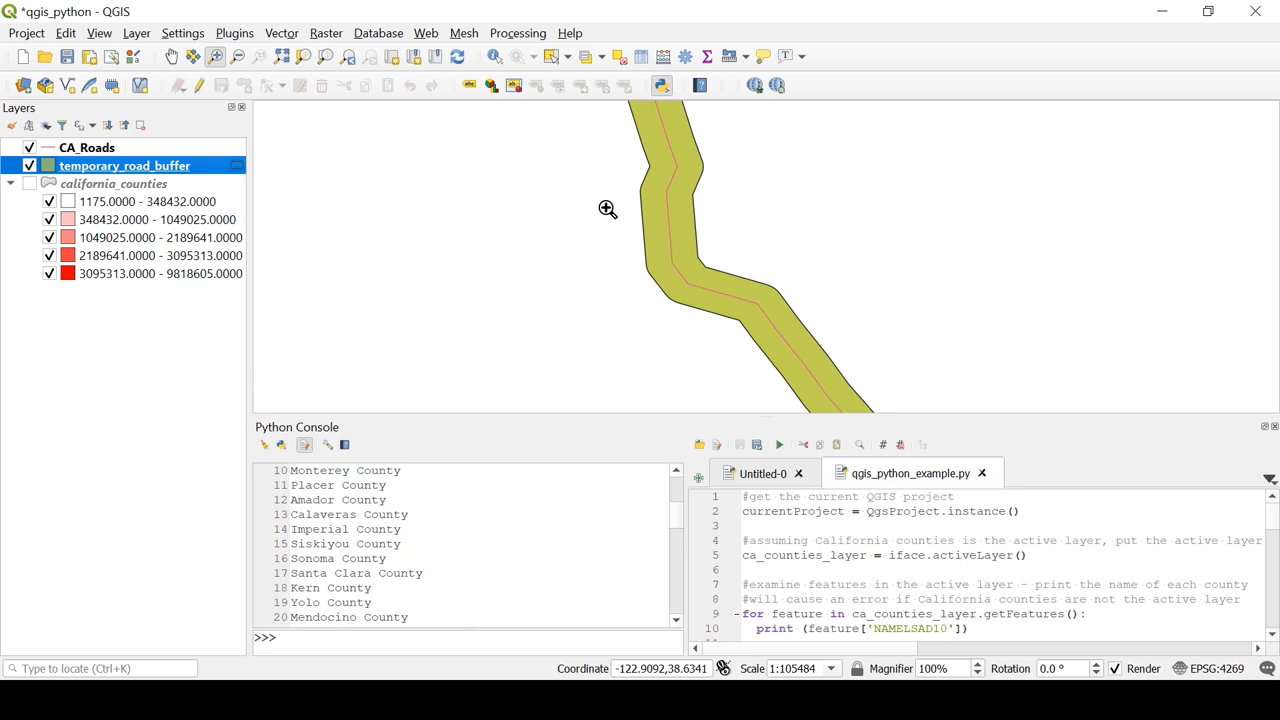 *qgis_python - QGIS
Project Edit View Layer Settings Plugins Vector Raster Database Web Mesh Processing Help
Layers
CA_Roads
temporary_road_buffer
california_counties
1175.0000 - 348432.0000
348432.0000 - 1049025.0000
1049025.0000 - 2189641.0000
2189641.0000 - 3095313.0000
3095313.0000 - 9818605.0000
Python Console
10 Monterey County
11 Placer County
12 Amador County
13 Calaveras County
14 Imperial County
15 Siskiyou County
16 Sonoma County
17 Santa Clara County
18 Kern County
19 Yolo County
20 Mendocino County
>>>
Untitled-0
qgis_python_example.py
1 #get the current QGIS project
2 currentProject = QgsProject.instance()
3
4 #assuming California counties is the active layer, put the active layer
5 ca_counties_layer = iface.activeLayer()
6
7 #examine features in the active layer - print the name of each county
8 #will cause an error if California counties are not the active layer
9 for feature in ca_counties_layer.getFeatures():
10 print (feature['NAMELSAD10'])
Type to locate (Ctrl+K)
Coordinate -122.9092,38.6341 Scale 1:105484 Magnifier 100% Rotation 0.0 ° Render EPSG:4269